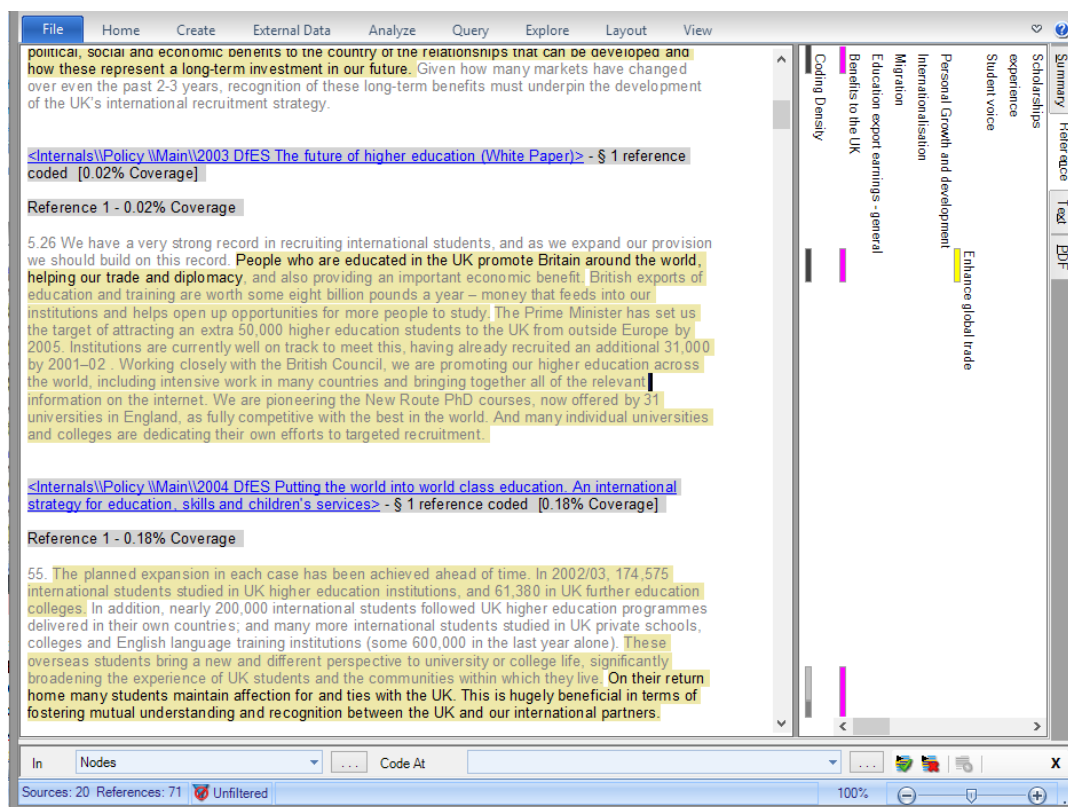 File Home Create External Data Analyze Query Explore Layout View
political, social and economic benefits to the country of the relationships that can be developed and
how these represent a long-term investment in our future. Given how many markets have changed
over even the past 2-3 years, recognition of these long-term benefits must underpin the development
of the UK's international recruitment strategy.
<Internals\\Policy \\Main\\2003 DfES The future of higher education (White Paper)> - § 1 reference
coded [0.02% Coverage]
Reference 1 - 0.02% Coverage
5.26 We have a very strong record in recruiting international students, and as we expand our provision
we should build on this record. People who are educated in the UK promote Britain around the world,
helping our trade and diplomacy, and also providing an important economic benefit. British exports of
education and training are worth some eight billion pounds a year – money that feeds into our
institutions and helps open up opportunities for more people to study. The Prime Minister has set us
the target of attracting an extra 50,000 higher education students to the UK from outside Europe by
2005. Institutions are currently well on track to meet this, having already recruited an additional 31,000
by 2001–02 . Working closely with the British Council, we are promoting our higher education across
the world, including intensive work in many countries and bringing together all of the relevant
information on the internet. We are pioneering the New Route PhD courses, now offered by 31
universities in England, as fully competitive with the best in the world. And many individual universities
and colleges are dedicating their own efforts to targeted recruitment.
<Internals\\Policy \\Main\\2004 DfES Putting the world into world class education. An international
strategy for education, skills and children's services> - § 1 reference coded [0.18% Coverage]
Reference 1 - 0.18% Coverage
55. The planned expansion in each case has been achieved ahead of time. In 2002/03, 174,575
international students studied in UK higher education institutions, and 61,380 in UK further education
colleges. In addition, nearly 200,000 international students followed UK higher education programmes
delivered in their own countries; and many more international students studied in UK private schools,
colleges and English language training institutions (some 600,000 in the last year alone). These
overseas students bring a new and different perspective to university or college life, significantly
broadening the experience of UK students and the communities within which they live. On their return
home many students maintain affection for and ties with the UK. This is hugely beneficial in terms of
fostering mutual understanding and recognition between the UK and our international partners.
Coding Density
Benefits to the UK
Education export earnings - general
Migration
Internationalisation
Personal Growth and development
Enhance global trade
Student voice
experience
Scholarships
Summary
Reference
Text
PDF
In Nodes ... Code At ... X
Sources: 20 References: 71 Unfiltered 100%